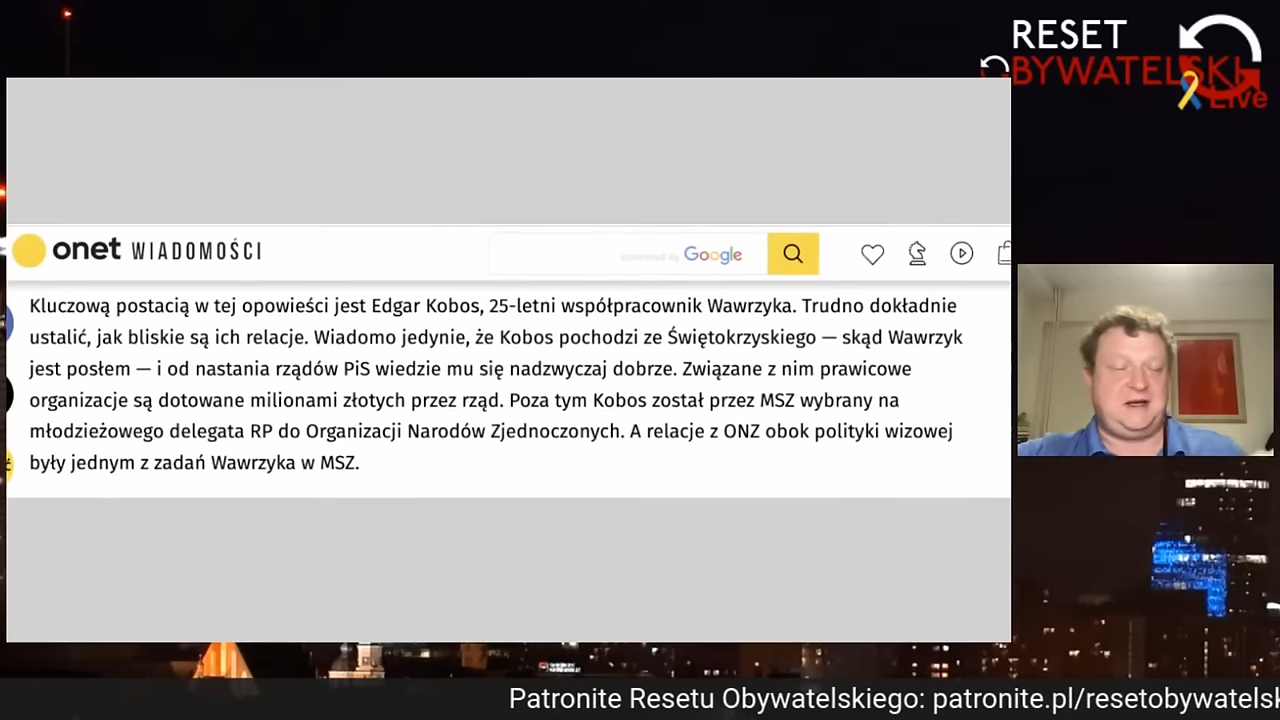 RESET
OBYWATELSKI
Live
onet WIADOMOŚCI
powered by Google
Kluczową postacią w tej opowieści jest Edgar Kobos, 25-letni współpracownik Wawrzyka. Trudno dokładnie
ustalić, jak bliskie są ich relacje. Wiadomo jedynie, że Kobos pochodzi ze Świętokrzyskiego — skąd Wawrzyk
jest posłem — i od nastania rządów PiS wiedzie mu się nadzwyczaj dobrze. Związane z nim prawicowe
organizacje są dotowane milionami złotych przez rząd. Poza tym Kobos został przez MSZ wybrany na
młodzieżowego delegata RP do Organizacji Narodów Zjednoczonych. A relacje z ONZ obok polityki wizowej
były jednym z zadań Wawrzyka w MSZ.
Patronite Resetu Obywatelskiego: patronite.pl/resetobywatelsk